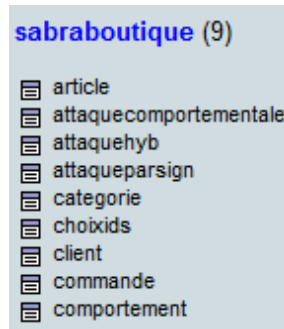 sabraboutique (9)
article
attaquecomportementale
attaquehyb
attaqueparsign
categorie
choixids
client
commande
comportement